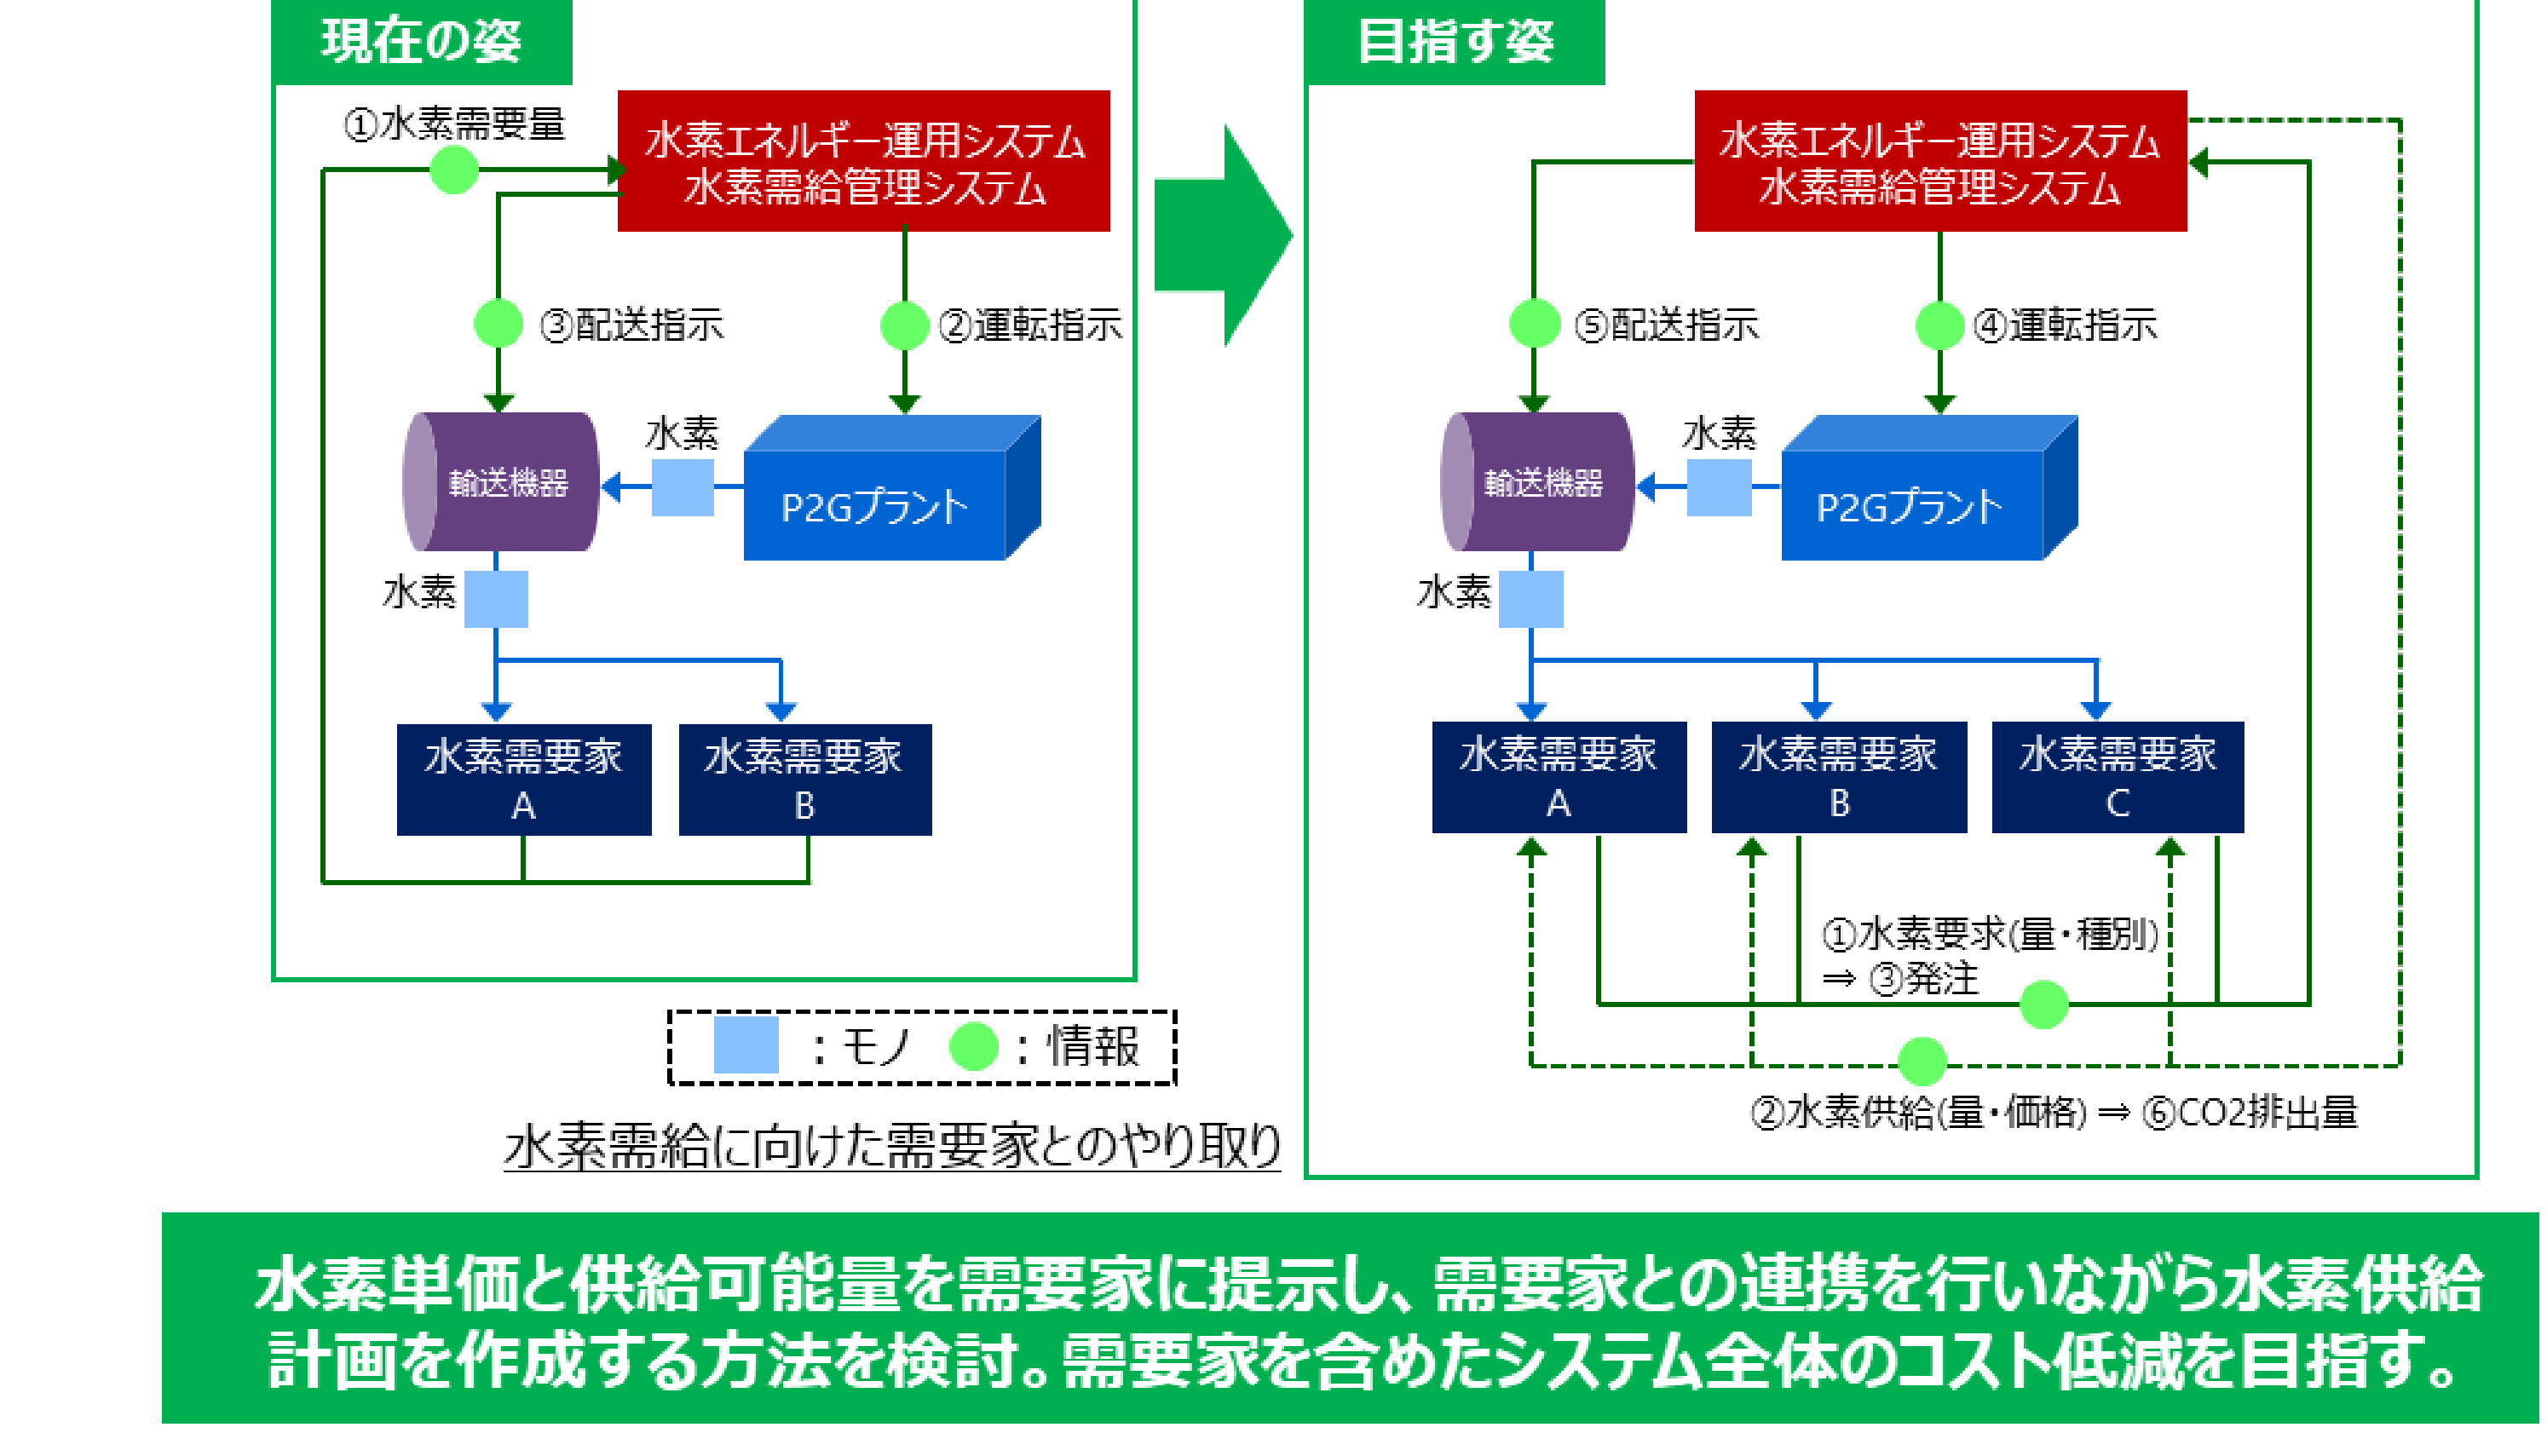 現在の姿
①水素需要量
水素エネルギー運用システム
水素需給管理システム
③配送指示
②運転指示
水素
輸送機器
P2Gプラント
水素
水素需要家
A
水素需要家
B
目指す姿
水素エネルギー運用システム
水素需給管理システム
⑤配送指示
④運転指示
水素
輸送機器
P2Gプラント
水素
水素需要家
A
水素需要家
B
水素需要家
C
①水素要求(量・種別)
⇒ ③発注
②水素供給(量・価格) ⇒ ⑥CO2排出量
：モノ
：情報
水素需給に向けた需要家とのやり取り
水素単価と供給可能量を需要家に提示し、需要家との連携を行いながら水素供給
計画を作成する方法を検討。需要家を含めたシステム全体のコスト低減を目指す。